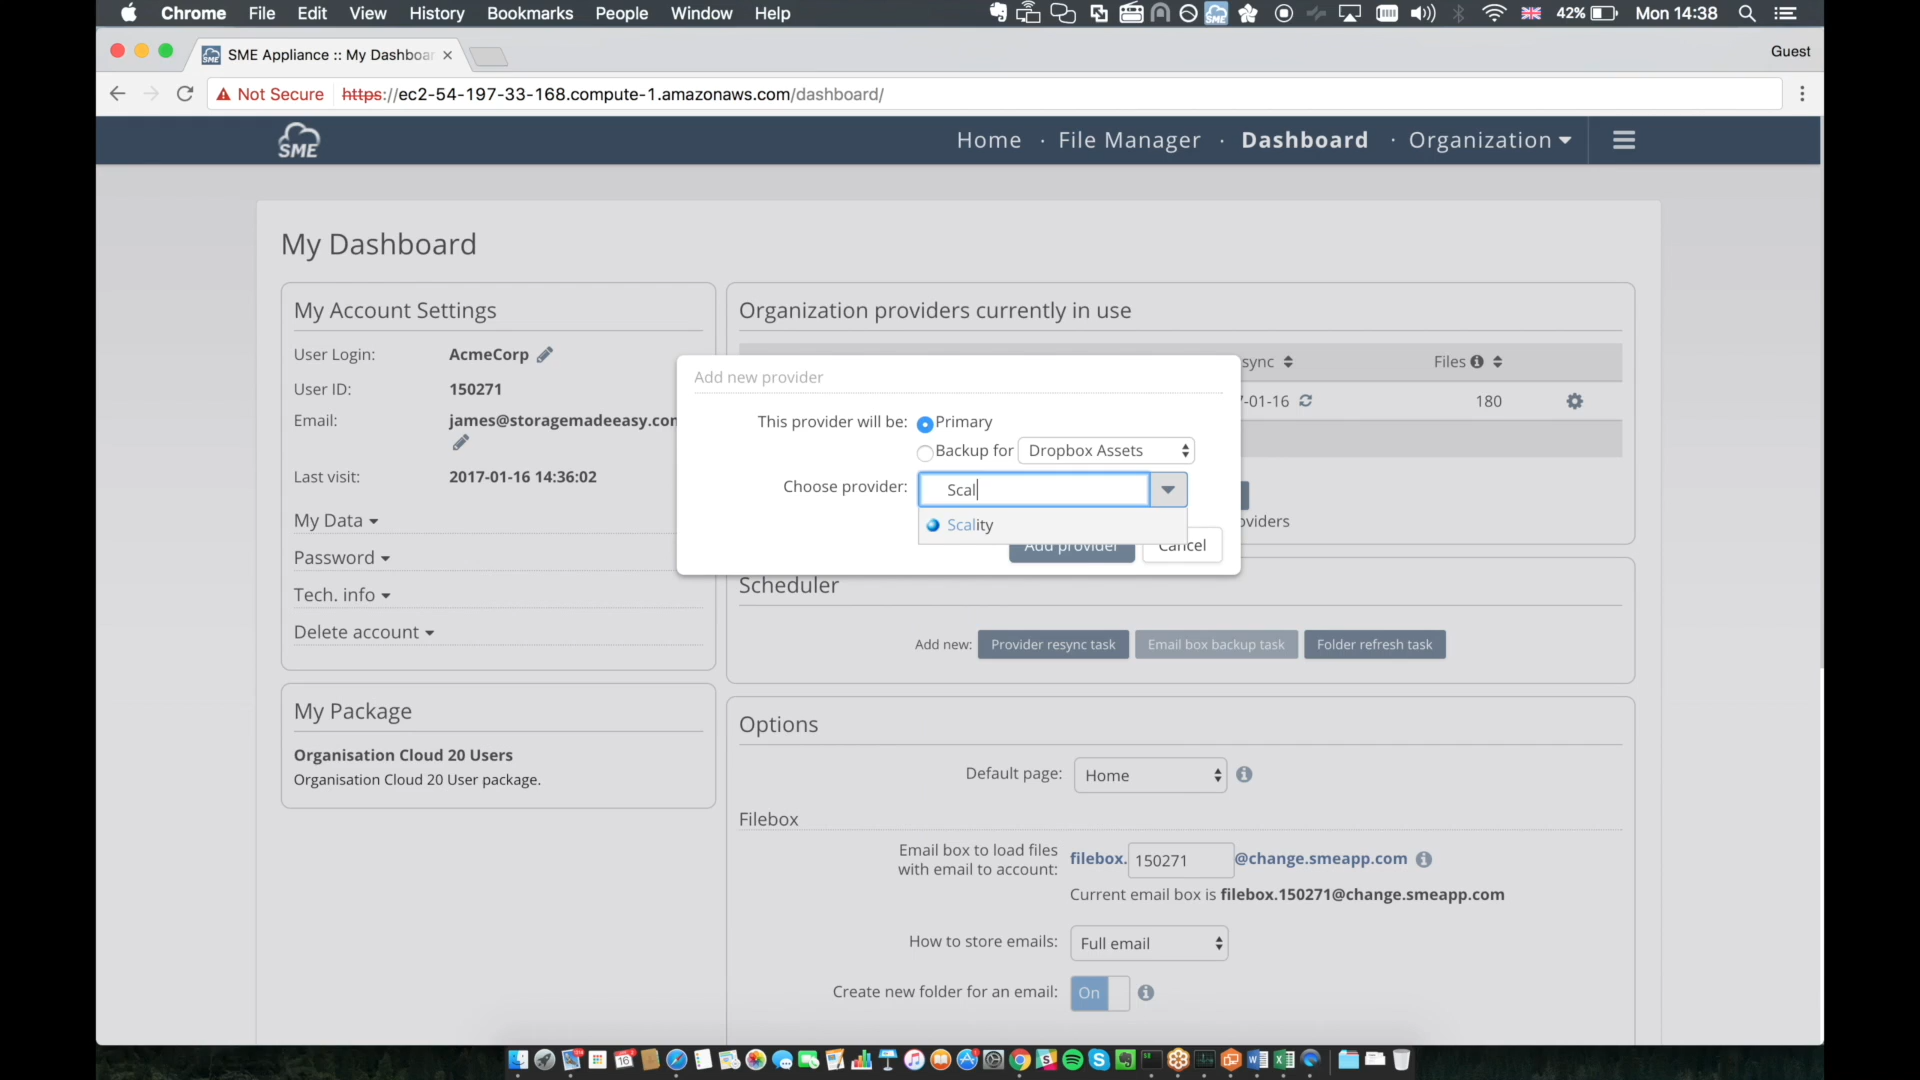 Chrome File Edit View History Bookmarks People Window Help
SME 42% Mon 14:38
SME SME Appliance :: My Dashboar
Guest
Not Secure https://ec2-54-197-33-168.compute-1.amazonaws.com/dashboard/
SME
Home · File Manager · Dashboard · Organization
My Dashboard
My Account Settings
User Login: AcmeCorp
User ID: 150271
Email: james@storagemadeeasy.con
Last visit: 2017-01-16 14:36:02
My Data
Password
Tech. info
Delete account
My Package
Organisation Cloud 20 Users
Organisation Cloud 20 User package.
Organization providers currently in use
sync Files
-01-16 180
oviders
Add new provider
This provider will be: Primary
Backup for Dropbox Assets
Choose provider: Scal
Scality
Add provider Cancel
Scheduler
Add new: Provider resync task Email box backup task Folder refresh task
Options
Default page: Home
Filebox
Email box to load files
with email to account:
filebox. 150271 @change.smeapp.com
Current email box is filebox.150271@change.smeapp.com
How to store emails: Full email
Create new folder for an email: On